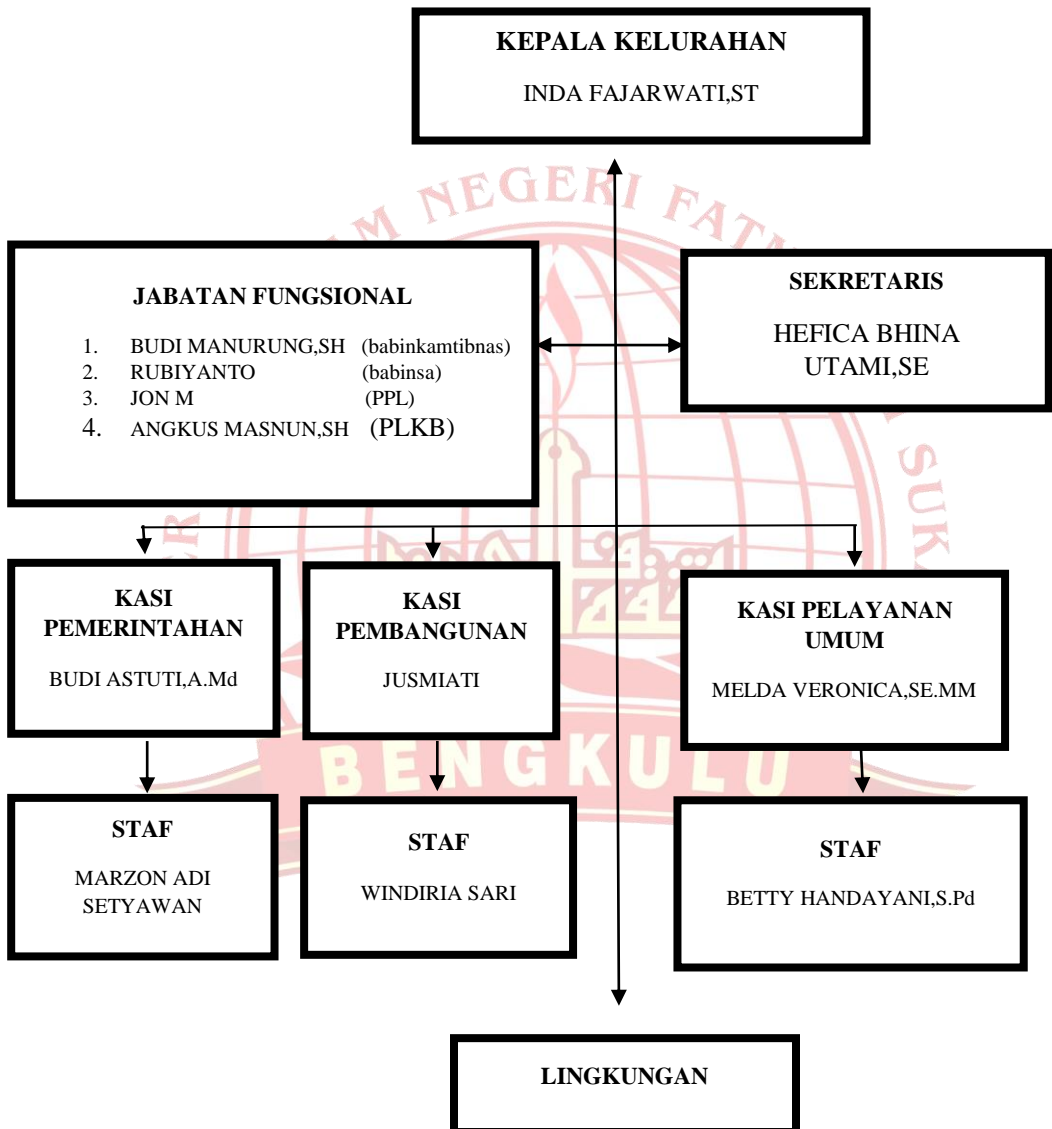 KEPALA KELURAHAN
INDA FAJARWATI,ST
JABATAN FUNGSIONAL
1. BUDI MANURUNG,SH (babinkamtibnas)
2. RUBIYANTO (babinsa)
3. JON M (PPL)
4. ANGKUS MASNUN,SH (PLKB)
SEKRETARIS
HEFICA BHINA
UTAMI,SE
KASI
PEMERINTAHAN
BUDI ASTUTI,A.Md
KASI
PEMBANGUNAN
JUSMIATI
KASI PELAYANAN
UMUM
MELDA VERONICA,SE.MM
STAF
MARZON ADI
SETYAWAN
STAF
WINDIRIA SARI
STAF
BETTY HANDAYANI,S.Pd
LINGKUNGAN
NEGERI
BENGKULU